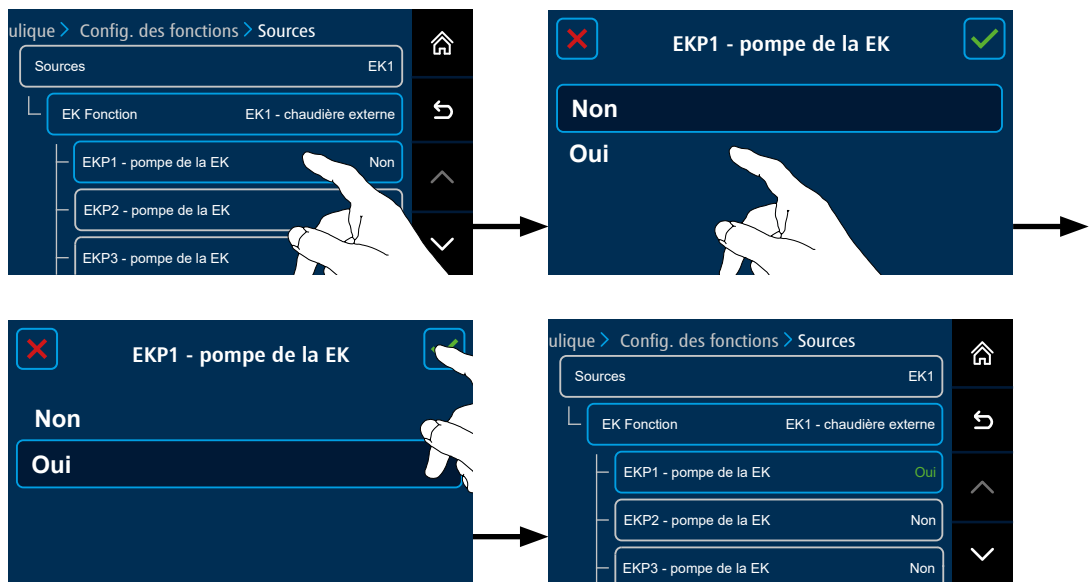 ulique > Config. des fonctions > Sources
Sources EK1
EK Fonction EK1 - chaudière externe
EKP1 - pompe de la EK Non
EKP2 - pompe de la EK
EKP3 - pompe de la EK
EKP1 - pompe de la EK
Non
Oui
EKP1 - pompe de la EK
Non
Oui
ulique > Config. des fonctions > Sources
Sources EK1
EK Fonction EK1 - chaudière externe
EKP1 - pompe de la EK Oui
EKP2 - pompe de la EK Non
EKP3 - pompe de la EK Non